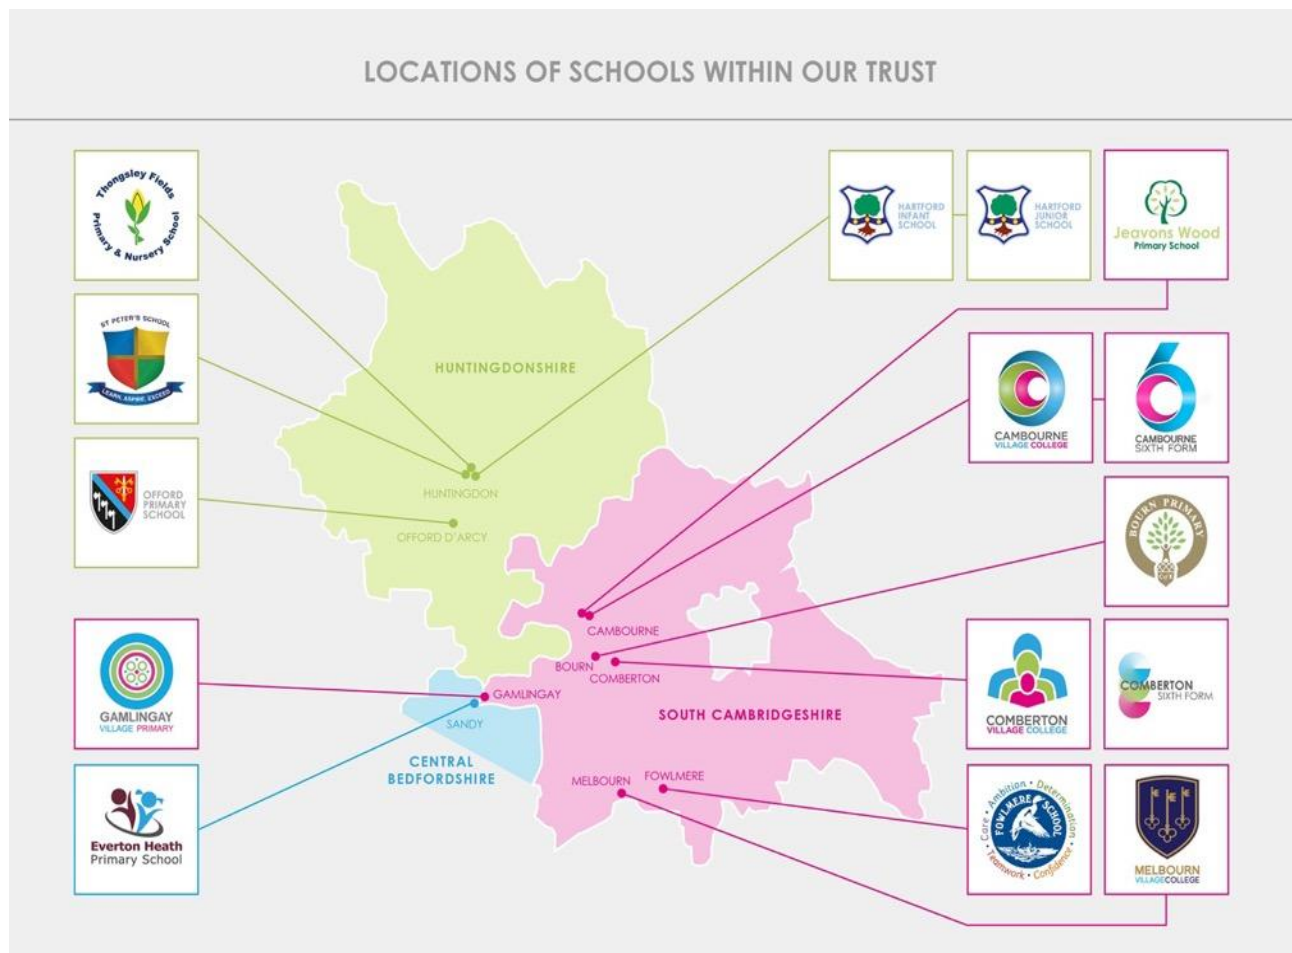 LOCATIONS OF SCHOOLS WITHIN OUR TRUST
Thongsley Fields
Primary & Nursery School
HARTFORD
INFANT
SCHOOL
HARTFORD
JUNIOR
SCHOOL
Jeavons Wood
Primary School
ST PETER'S SCHOOL
LEARN, ASPIRE, EXCEED
HUNTINGDONSHIRE
CAMBOURNE
VILLAGE COLLEGE
6
CAMBOURNE
SIXTH FORM
OFFORD
PRIMARY
SCHOOL
HUNTINGDON
OFFORD D'ARCY
BOURN PRIMARY
GAMLINGAY
VILLAGE PRIMARY
CAMBOURNE
BOURN
COMBERTON
GAMLINGAY
SANDY
SOUTH CAMBRIDGESHIRE
COMBERTON
VILLAGE COLLEGE
COMBERTON
SIXTH FORM
CENTRAL
BEDFORDSHIRE
Everton Heath
Primary School
MELBOURN
FOWLMERE
Care • Ambition • Determination
Teamwork • Confidence
FOWLMERE SCHOOL
MELBOURN
VILLAGECOLLEGE